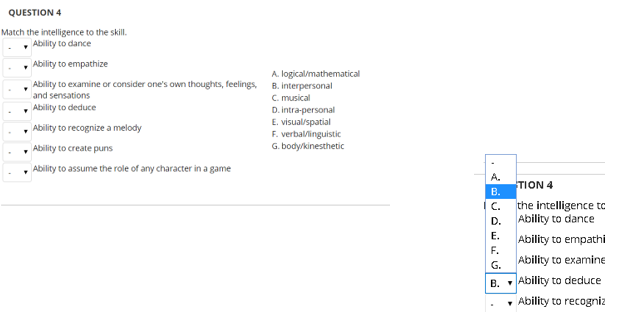 QUESTION 4
Match the intelligence to the skill.
- Ability to dance
- Ability to empathize
- Ability to examine or consider one's own thoughts, feelings,
and sensations
- Ability to deduce
- Ability to recognize a melody
- Ability to create puns
- Ability to assume the role of any character in a game
A. logical/mathematical
B. interpersonal
C. musical
D. intra-personal
E. visual/spatial
F. verbal/linguistic
G. body/kinesthetic
-
A.
B.
C.
D.
E.
F.
G.
TION 4
the intelligence to
Ability to dance
Ability to empathi
Ability to examine
B. Ability to deduce
- Ability to recogniz